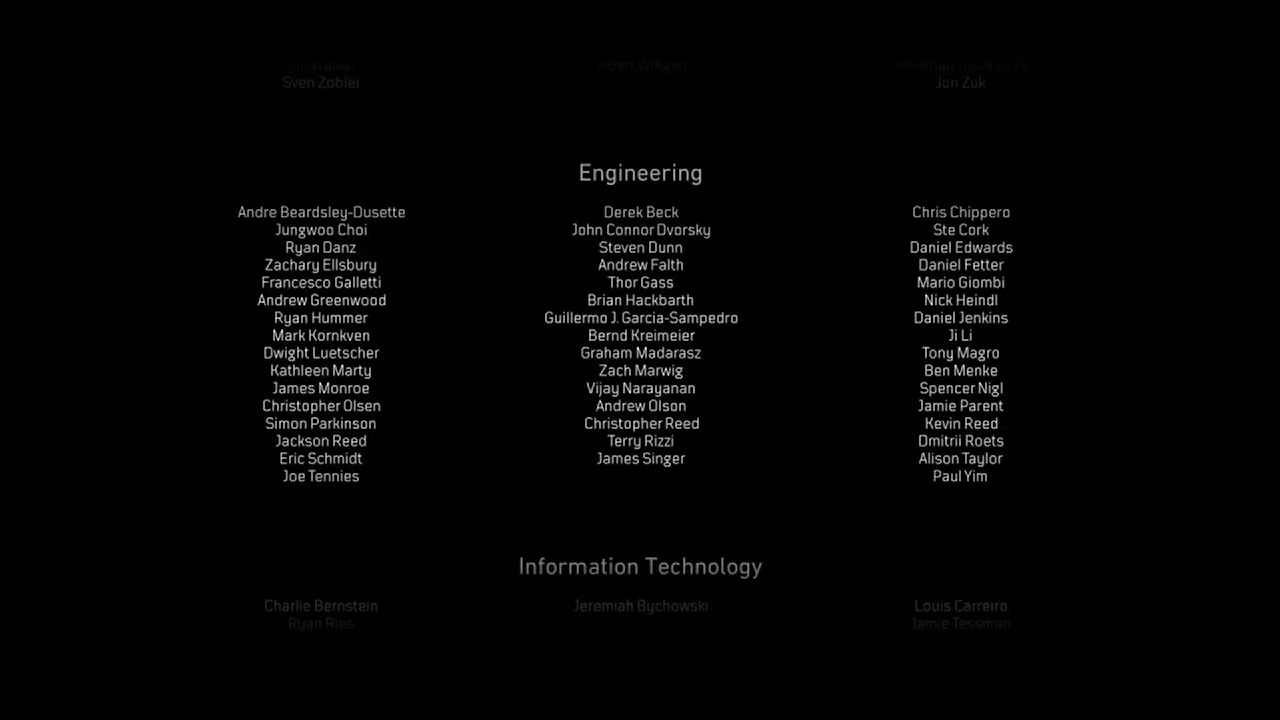 Sven Zobler Jon Zuk
Engineering
Andre Beardsley-Dusette Derek Beck Chris Chippero
Jungwoo Choi John Connor Dvorsky Ste Cork
Ryan Danz Steven Dunn Daniel Edwards
Zachary Ellsbury Andrew Falth Daniel Fetter
Francesco Galletti Thor Gass Mario Giombi
Andrew Greenwood Brian Hackbarth Nick Heindl
Ryan Hummer Guillermo J. Garcia-Sampedro Daniel Jenkins
Mark Kornkven Bernd Kreimeier Ji Li
Dwight Luetscher Graham Madarasz Tony Magro
Kathleen Marty Zach Marwig Ben Menke
James Monroe Vijay Narayanan Spencer Nigl
Christopher Olsen Andrew Olson Jamie Parent
Simon Parkinson Christopher Reed Kevin Reed
Jackson Reed Terry Rizzi Dmitrii Roets
Eric Schmidt James Singer Alison Taylor
Joe Tennies Paul Yim
Information Technology
Charlie Bernstein Jeremiah Bychowski Louis Carreiro
Ryan Ries Jamie Tessman